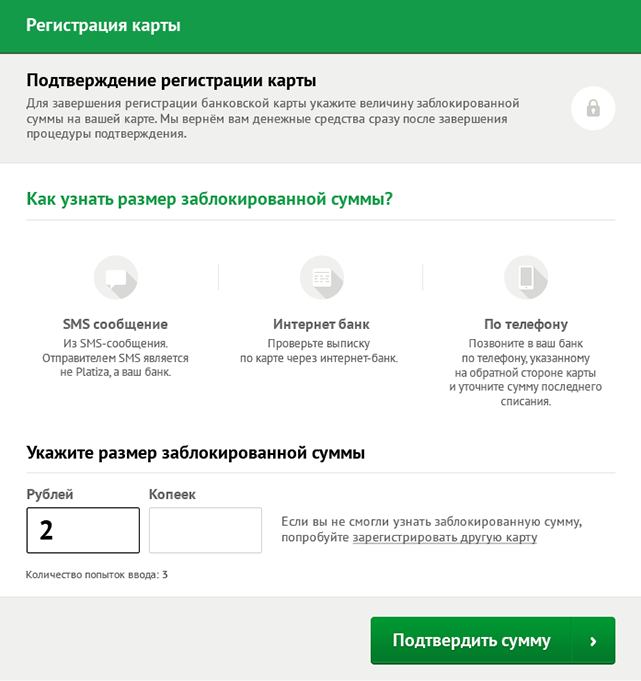 Регистрация карты
Подтверждение регистрации карты
Для завершения регистрации банковской карты укажите величину заблокированной
суммы на вашей карте. Мы вернём вам денежные средства сразу после завершения
процедуры подтверждения.
Как узнать размер заблокированной суммы?
SMS сообщение
Из SMS-сообщения.
Отправителем SMS является
не Platiza, а ваш банк.
Интернет банк
Проверьте выписку
по карте через интернет-банк.
По телефону
Позвоните в ваш банк
по телефону, указанному
на обратной стороне карты
и уточните сумму последнего
списания.
Укажите размер заблокированной суммы
Рублей
Копеек
2
Если вы не смогли узнать заблокированную сумму,
попробуйте зарегистрировать другую карту
Количество попыток ввода: 3
Подтвердить сумму ›